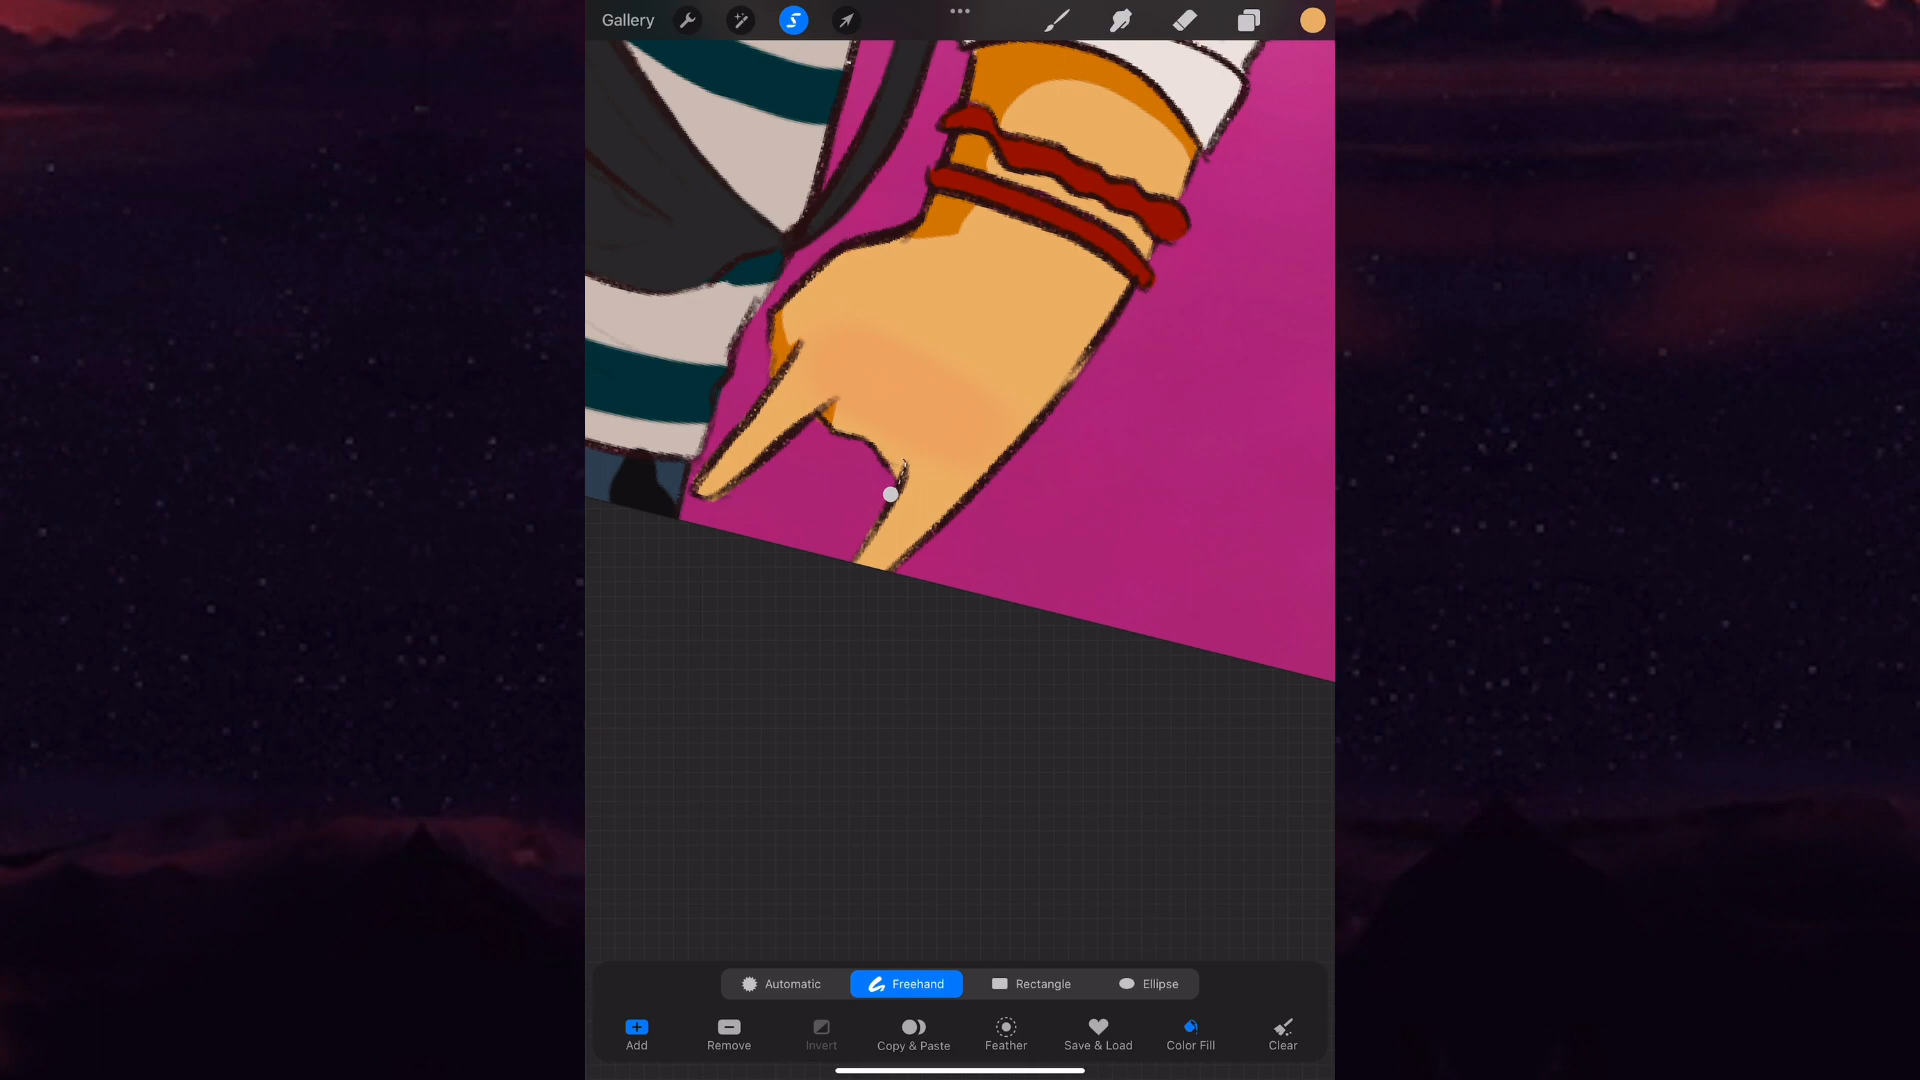 Gallery
Automatic Freehand Rectangle Ellipse
Add Remove Invert Copy & Paste Feather Save & Load Color Fill Clear